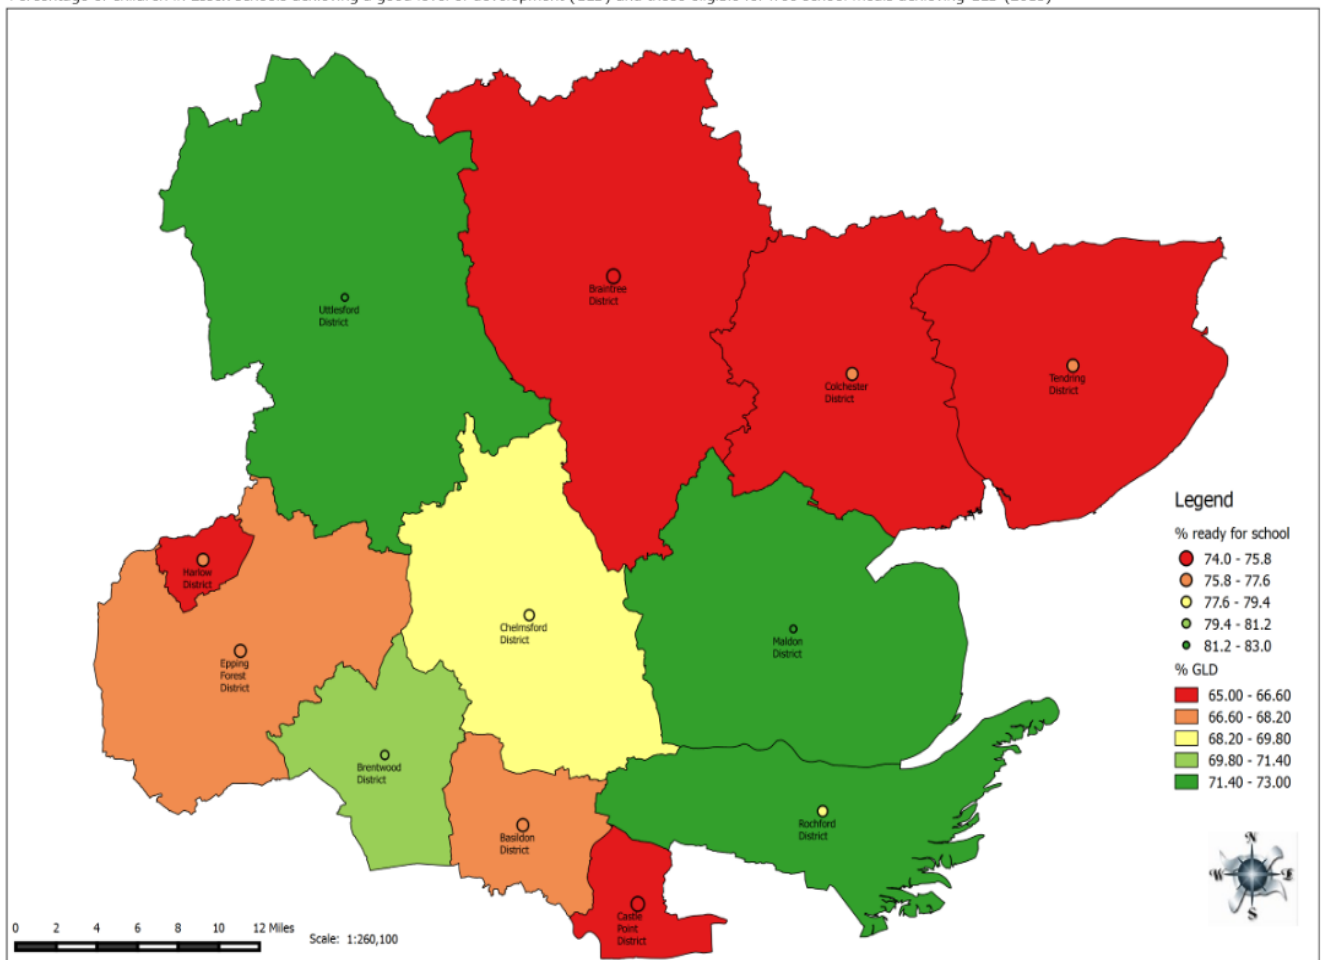 Uttlesford
District
Braintree
District
Colchester
District
Tendring
District
Harlow
District
Epping
Forest
District
Chelmsford
District
Maldon
District
Brentwood
District
Basildon
District
Rochford
District
Castle
Point
District
Legend
% ready for school
74.0 - 75.8
75.8 - 77.6
77.6 - 79.4
79.4 - 81.2
81.2 - 83.0
% GLD
65.00 - 66.60
66.60 - 68.20
68.20 - 69.80
69.80 - 71.40
71.40 - 73.00
N
W E
S
0 2 4 6 8 10 12 Miles
Scale: 1:260,100